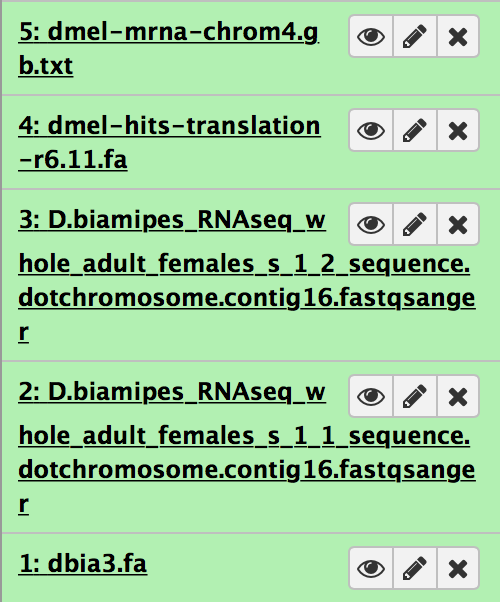 5: dmel-mrna-chrom4.g
b.txt
4: dmel-hits-translation
-r6.11.fa
3: D.biamipes_RNAseq_w
hole_adult_females_s_1_2_sequence.
dotchromosome.contig16.fastqsange
r
2: D.biamipes_RNAseq_w
hole_adult_females_s_1_1_sequence.
dotchromosome.contig16.fastqsange
r
1: dbia3.fa